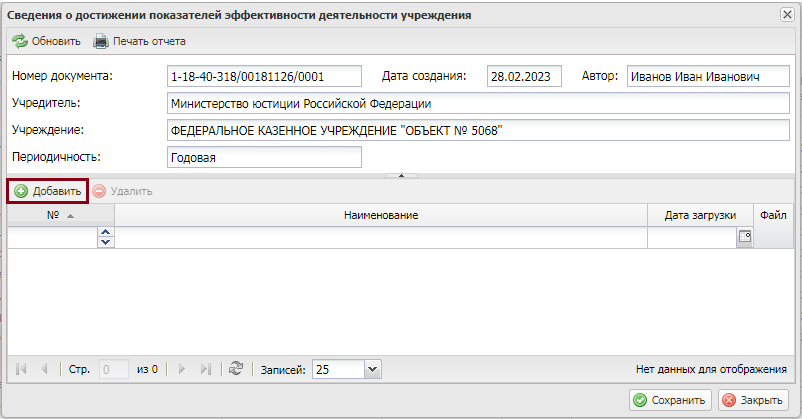 Сведения о достижении показателей эффективности деятельности учреждения
Обновить Печать отчета
Номер документа: 1-18-40-318/00181126/0001 Дата создания: 28.02.2023 Автор: Иванов Иван Иванович
Учредитель: Министерство юстиции Российской Федерации
Учреждение: ФЕДЕРАЛЬНОЕ КАЗЕННОЕ УЧРЕЖДЕНИЕ "ОБЪЕКТ № 5068"
Периодичность: Годовая
Добавить Удалить
№ Наименование Дата загрузки Файл
Стр. 0 из 0 Записей: 25 Нет данных для отображения
Сохранить Закрыть